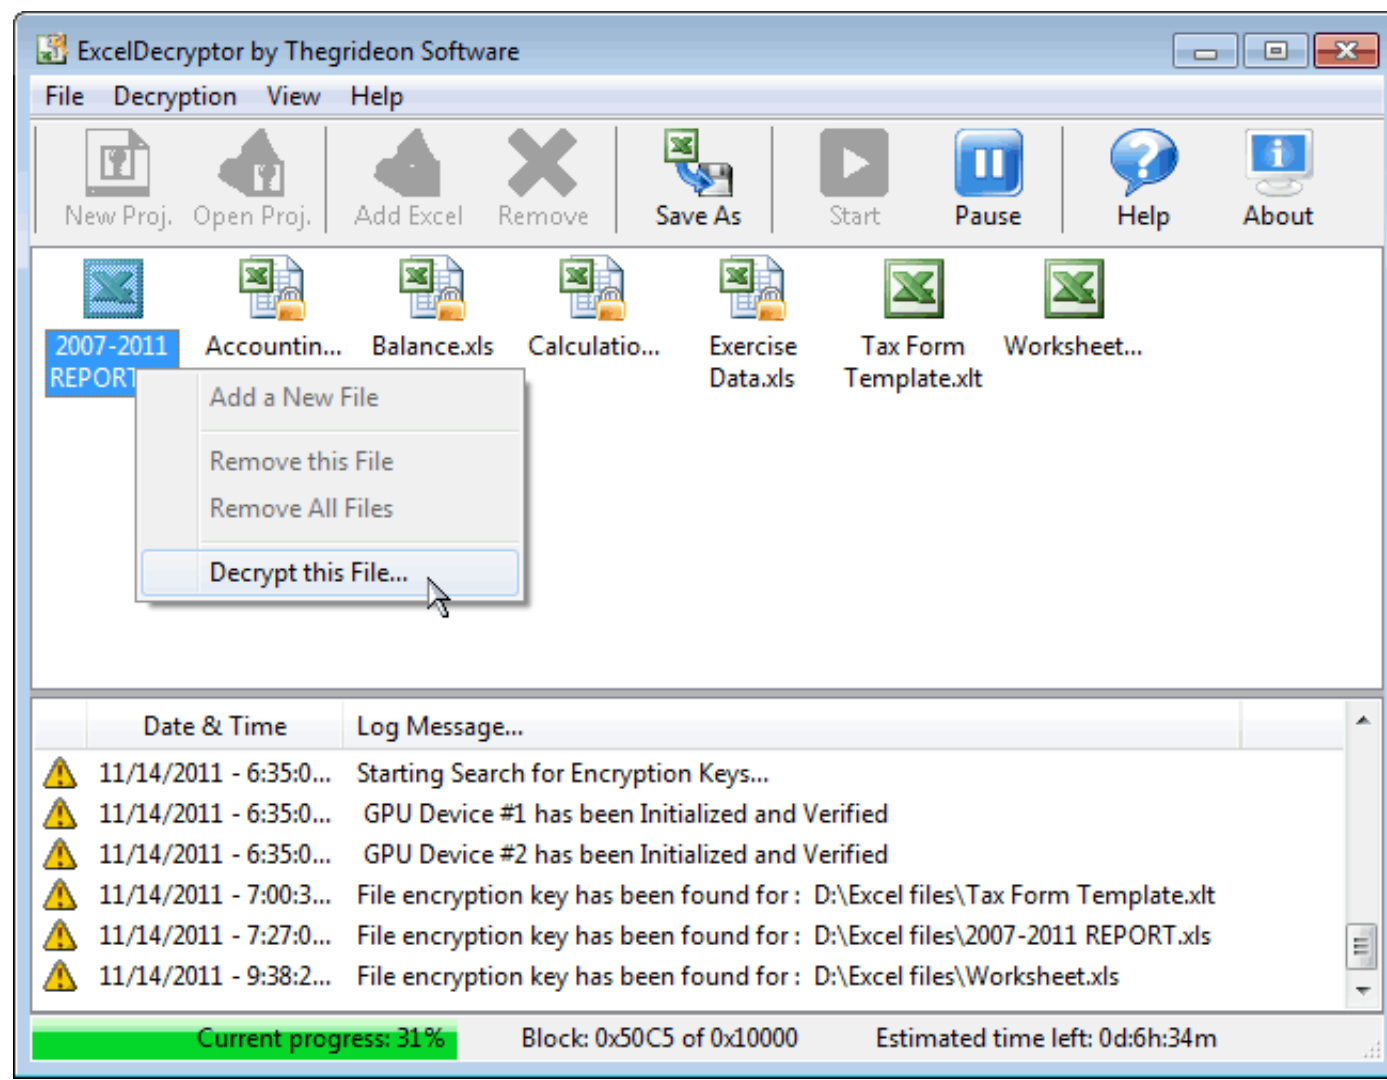 ExcelDecryptor by Thegrideon Software
File Decryption View Help
New Proj. Open Proj. Add Excel Remove Save As Start Pause Help About
2007-2011 Accountin... Balance.xls Calculatio... Exercise Tax Form Worksheet...
REPORT Data.xls Template.xlt
Add a New File
Remove this File
Remove All Files
Decrypt this File...
Date & Time Log Message...
11/14/2011 - 6:35:0... Starting Search for Encryption Keys...
11/14/2011 - 6:35:0... GPU Device #1 has been Initialized and Verified
11/14/2011 - 6:35:0... GPU Device #2 has been Initialized and Verified
11/14/2011 - 7:00:3... File encryption key has been found for : D:\Excel files\Tax Form Template.xlt
11/14/2011 - 7:27:0... File encryption key has been found for : D:\Excel files\2007-2011 REPORT.xls
11/14/2011 - 9:38:2... File encryption key has been found for : D:\Excel files\Worksheet.xls
Current progress: 31% Block: 0x50C5 of 0x10000 Estimated time left: 0d:6h:34m